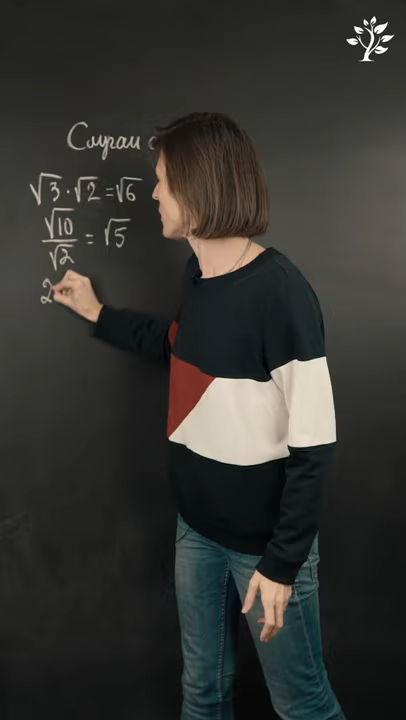 Случаи
√3 · √2 = √6
√10 / √2 = √5
2